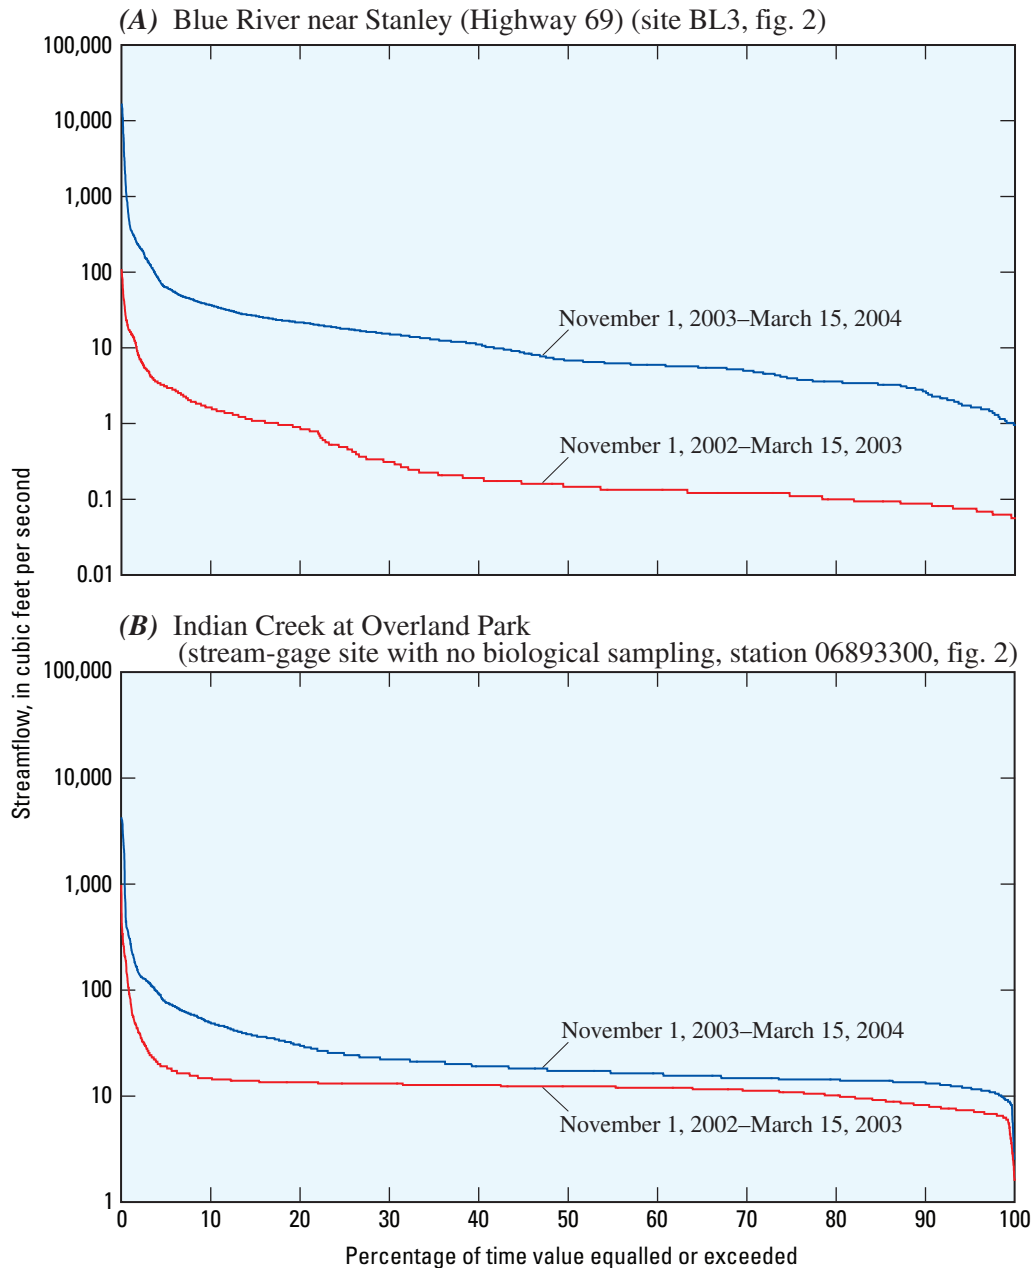 (A) Blue River near Stanley (Highway 69) (site BL3, fig. 2)
100,000
10,000
1,000
100
10
1
0.1
0.01
November 1, 2003–March 15, 2004
November 1, 2002–March 15, 2003
Streamflow, in cubic feet per second
(B) Indian Creek at Overland Park
(stream-gage site with no biological sampling, station 06893300, fig. 2)
100,000
10,000
1,000
100
10
1
November 1, 2003–March 15, 2004
November 1, 2002–March 15, 2003
0 10 20 30 40 50 60 70 80 90 100
Percentage of time value equalled or exceeded